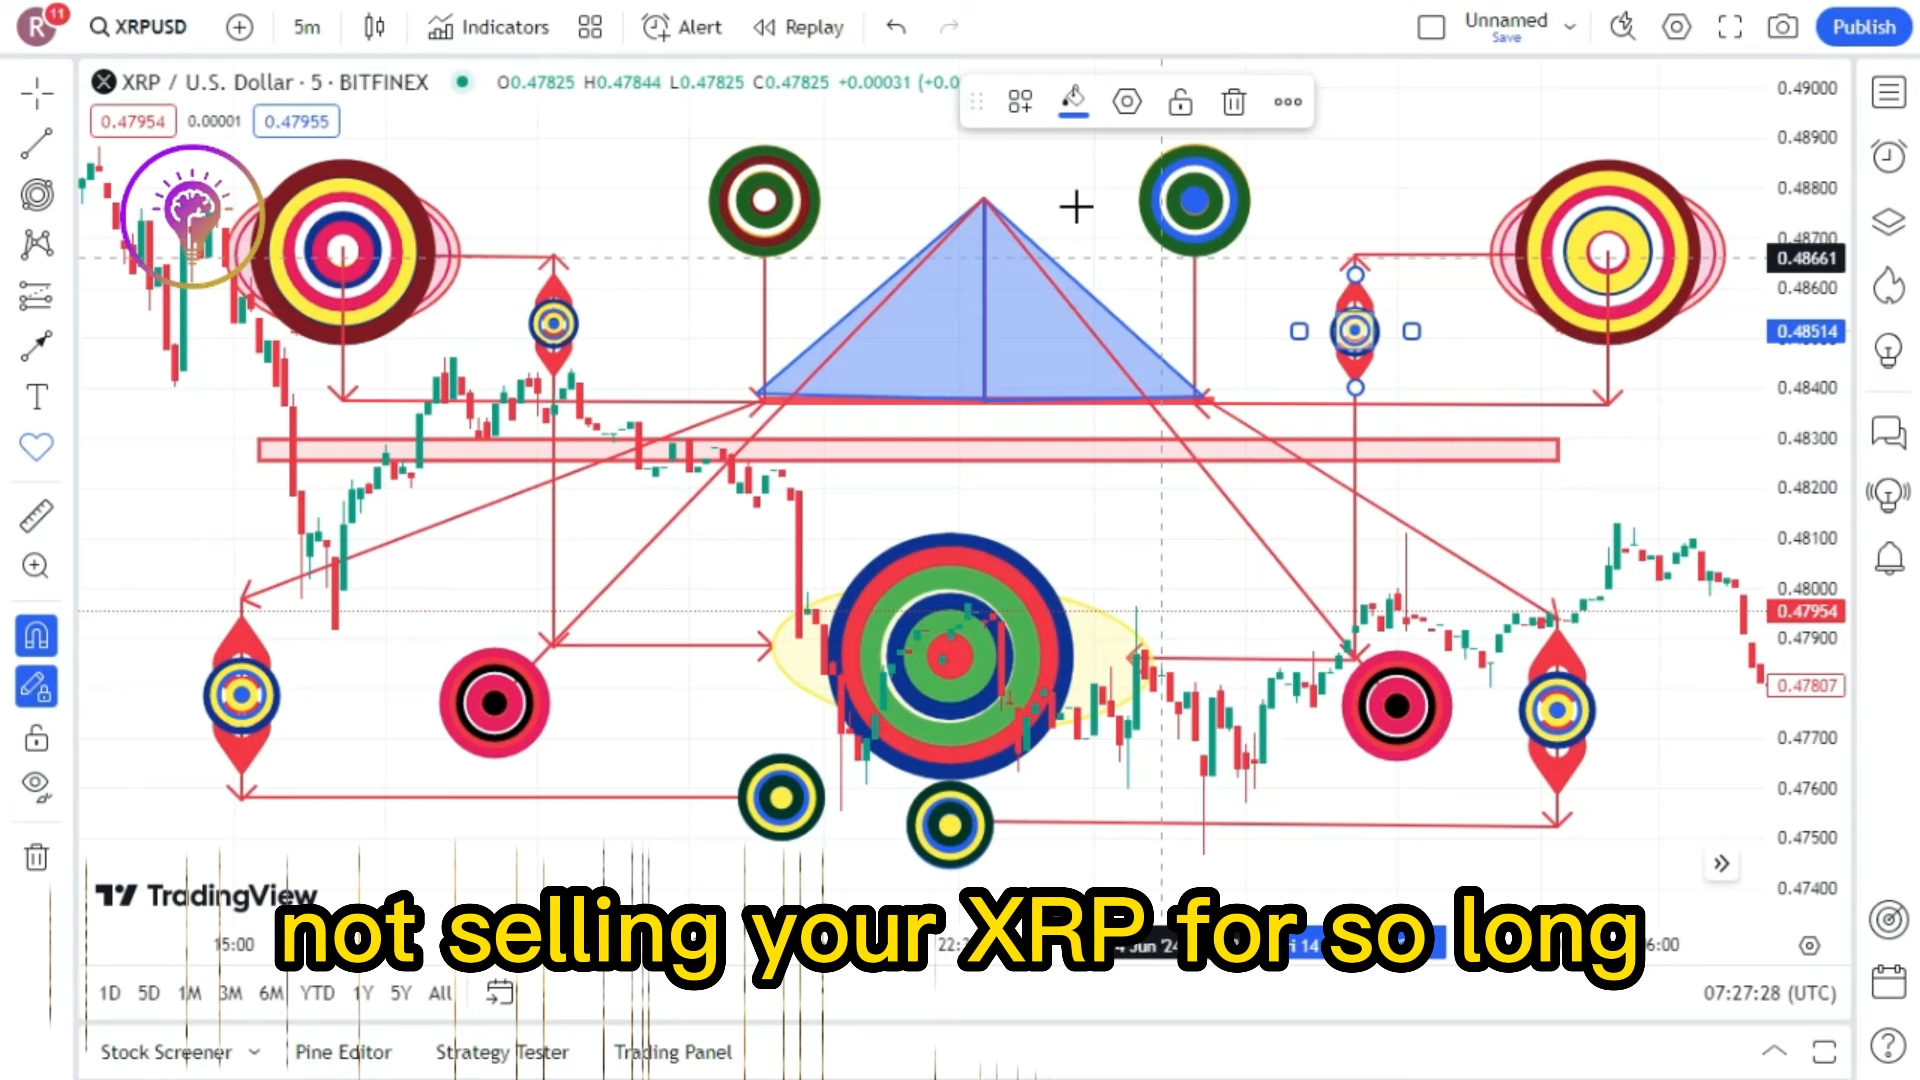 R 11 XRPUSD 5m Indicators Alert Replay Unnamed Save Publish
XRP / U.S. Dollar · 5 · BITFINEX O0.47825 H0.47844 L0.47825 C0.47825 +0.00031 (+0.0
0.47954 0.00001 0.47955
0.49000
0.48900
0.48800
0.48700
0.48661
0.48600
0.48514
0.48400
0.48300
0.48200
0.48100
0.48000
0.47954
0.47900
0.47807
0.47700
0.47600
0.47500
0.47400
TradingView
not selling your XRP for so long
15:00
1D 5D 1M 3M 6M YTD 1Y 5Y All 07:27:28 (UTC)
Stock Screener Pine Editor Strategy Tester Trading Panel